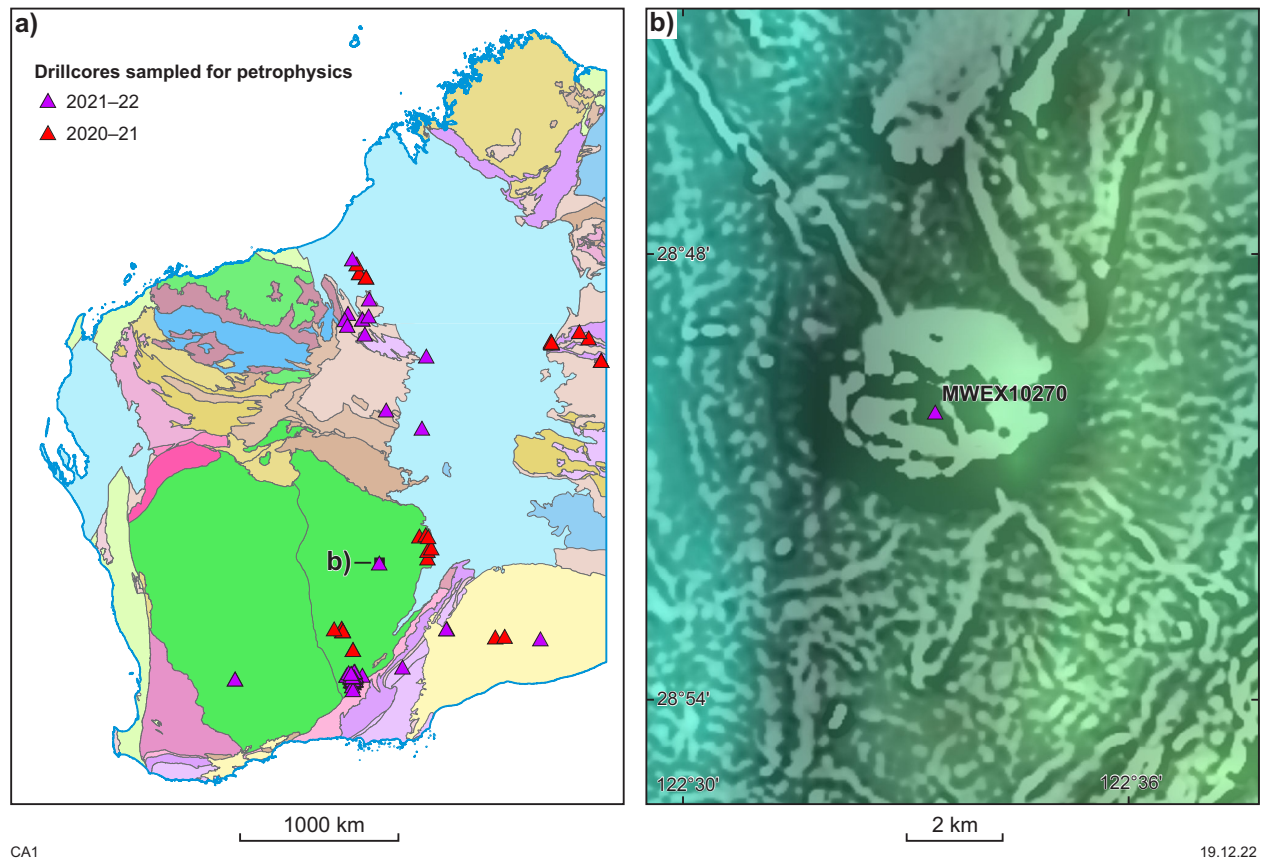 a)
Drillcores sampled for petrophysics
2021–22
2020–21
b)
1000 km
b)
28°48'
MWEX10270
28°54'
122°30'
122°36'
2 km
CA1
19.12.22